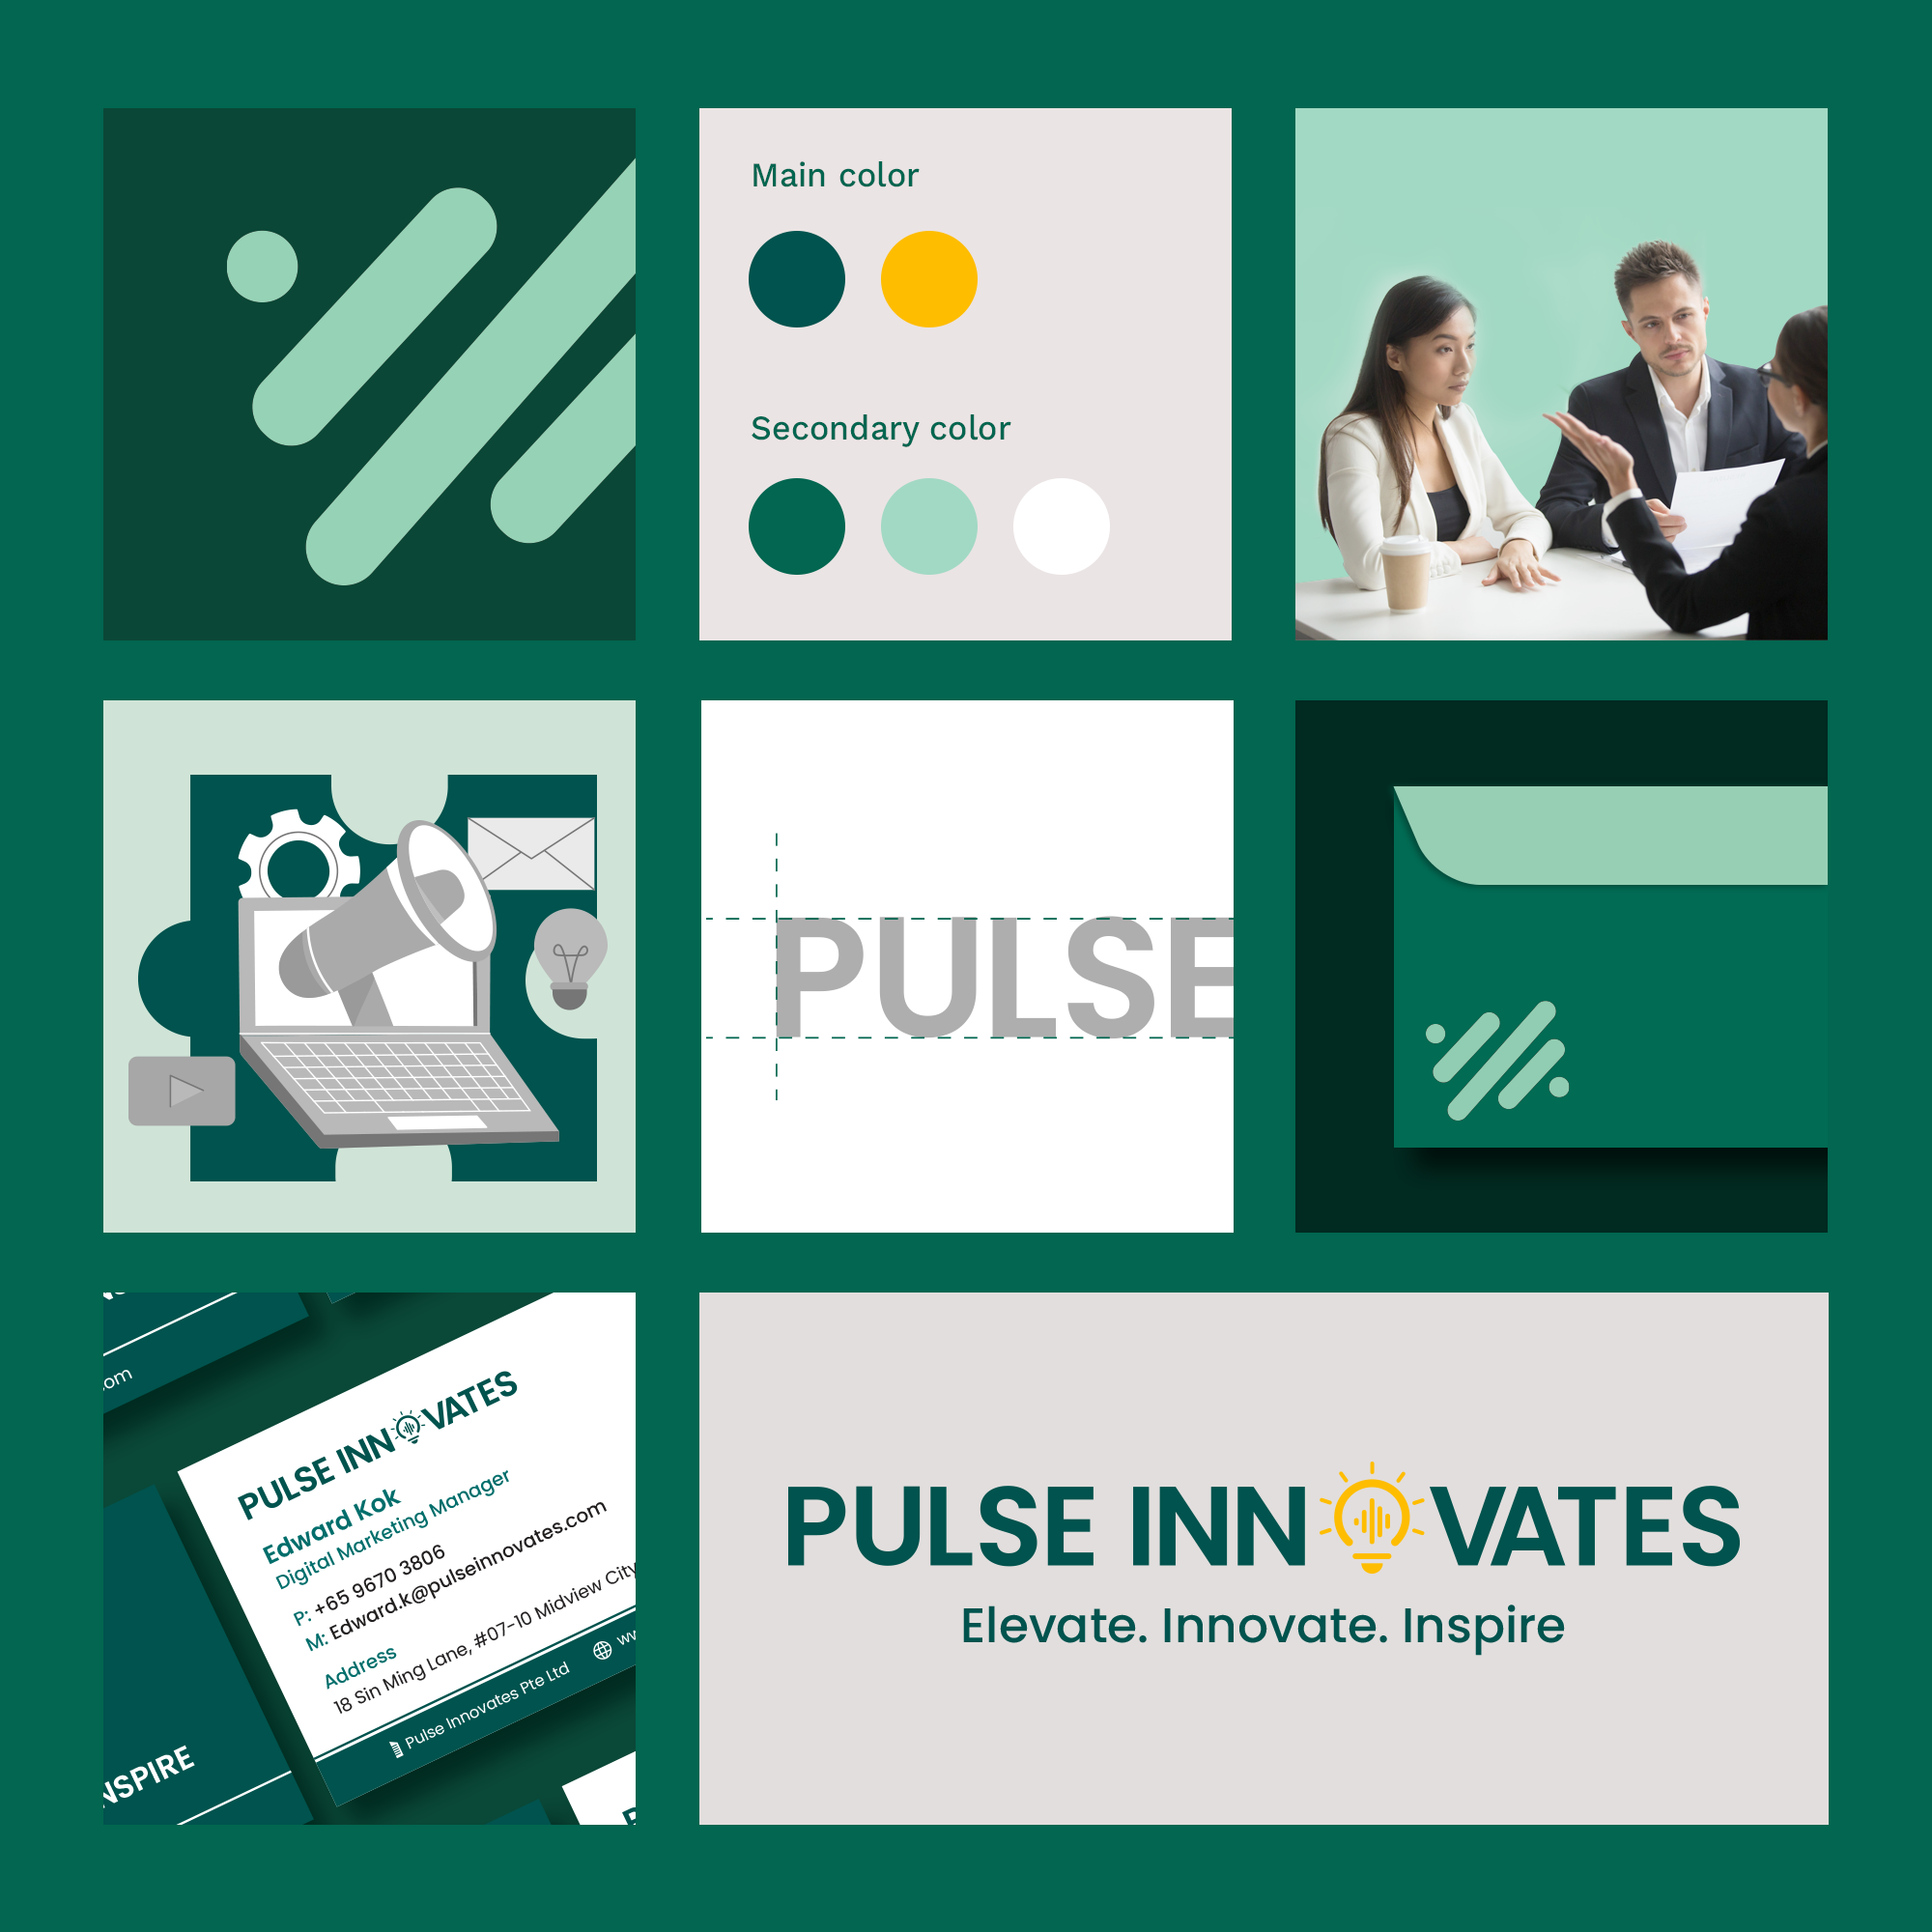 Main color
Secondary color
PULSE
om
PULSE INNOVATES
Edward Kok
Digital Marketing Manager
P: +65 9670 3806
M: Edward.k@pulseinnovates.com
Address
18 Sin Ming Lane, #07-10 Midview City
Pulse Innovates Pte Ltd
NSPIRE
PULSE INNOVATES
Elevate. Innovate. Inspire